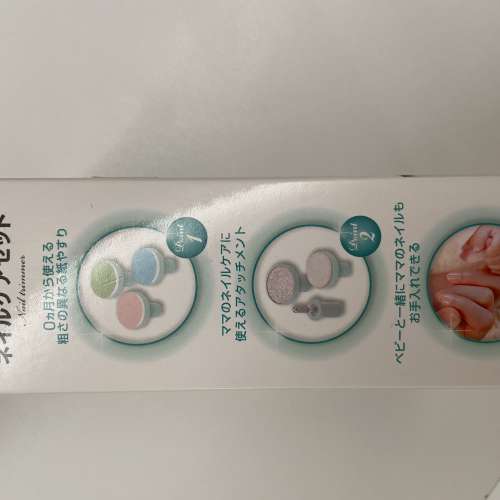 ネイルケアセット
Nail trimmer
0ヵ月から使える
粗さの異なる紙やすり
Point
1
ママのネイルケアに
使えるアタッチメント
Point
2
ベビーと一緒にママのネイルも
お手入れできる